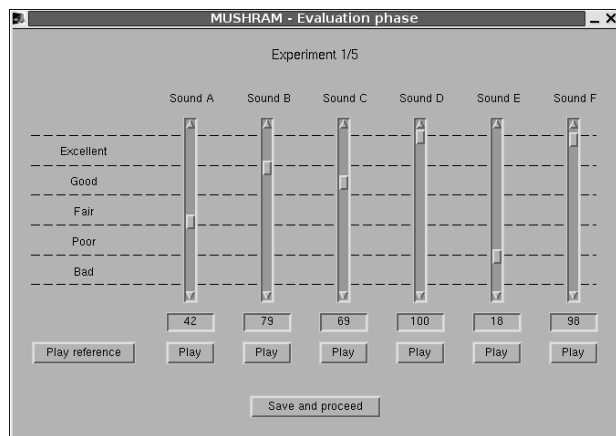 MUSHRAM - Evaluation phase
Experiment 1/5
Sound A Sound B Sound C Sound D Sound E Sound F
Excellent
Good
Fair
Poor
Bad
42 79 69 100 18 98
Play reference Play Play Play Play Play Play
Save and proceed